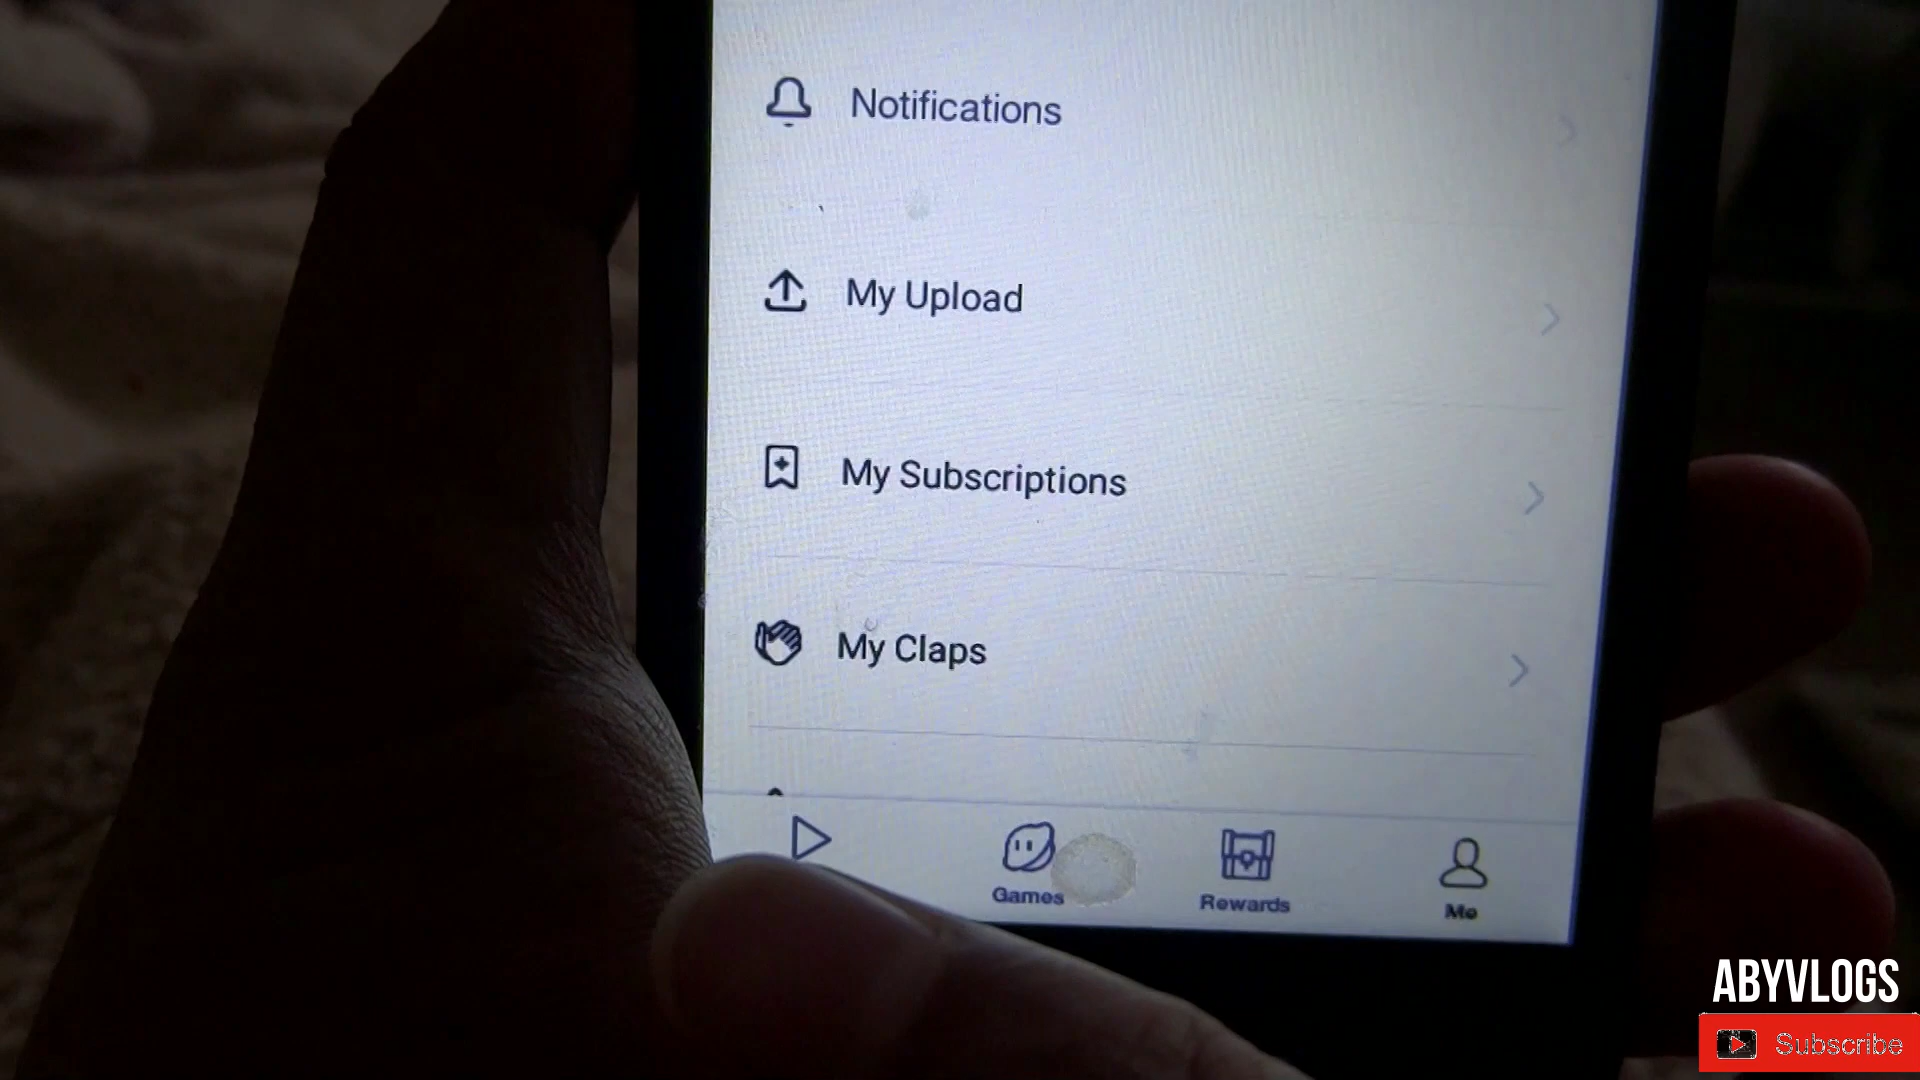 Notifications
My Upload
My Subscriptions
My Claps
Games
Rewards
Me
ABYVLOGS
Subscribe